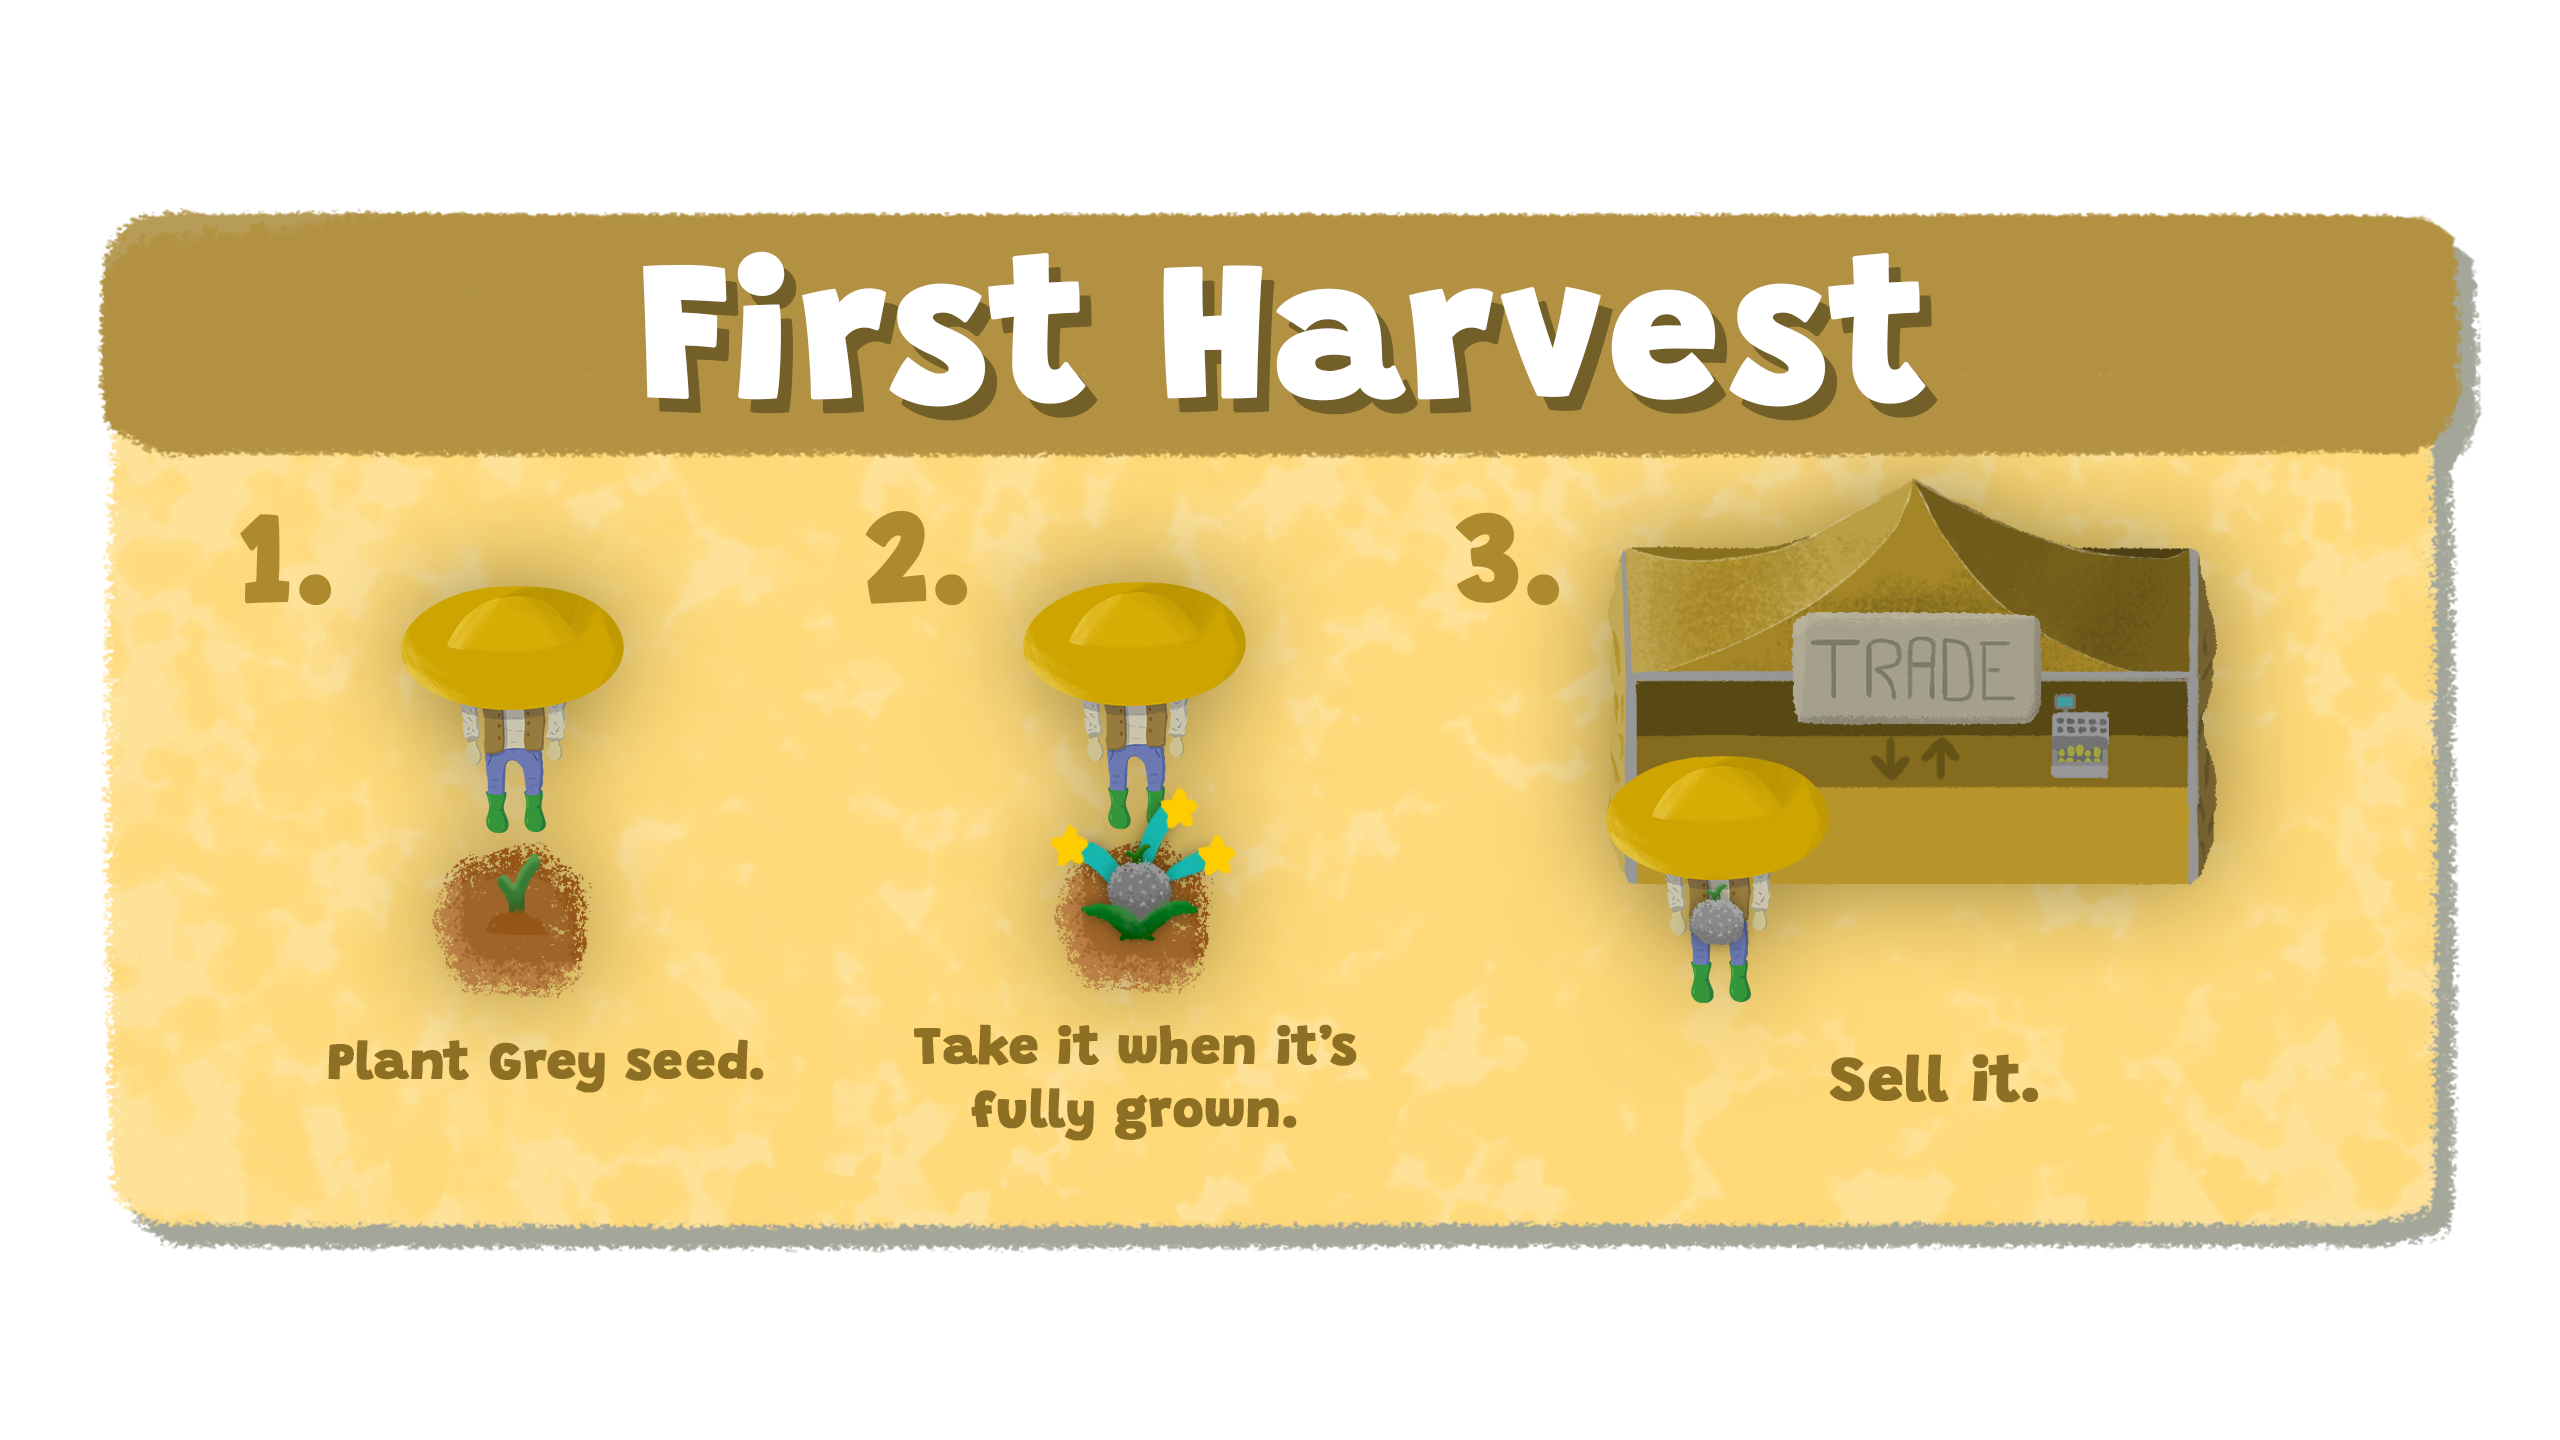 First Harvest
1.
Plant Grey seed.
2.
Take it when it’s
fully grown.
3.
TRADE
Sell it.